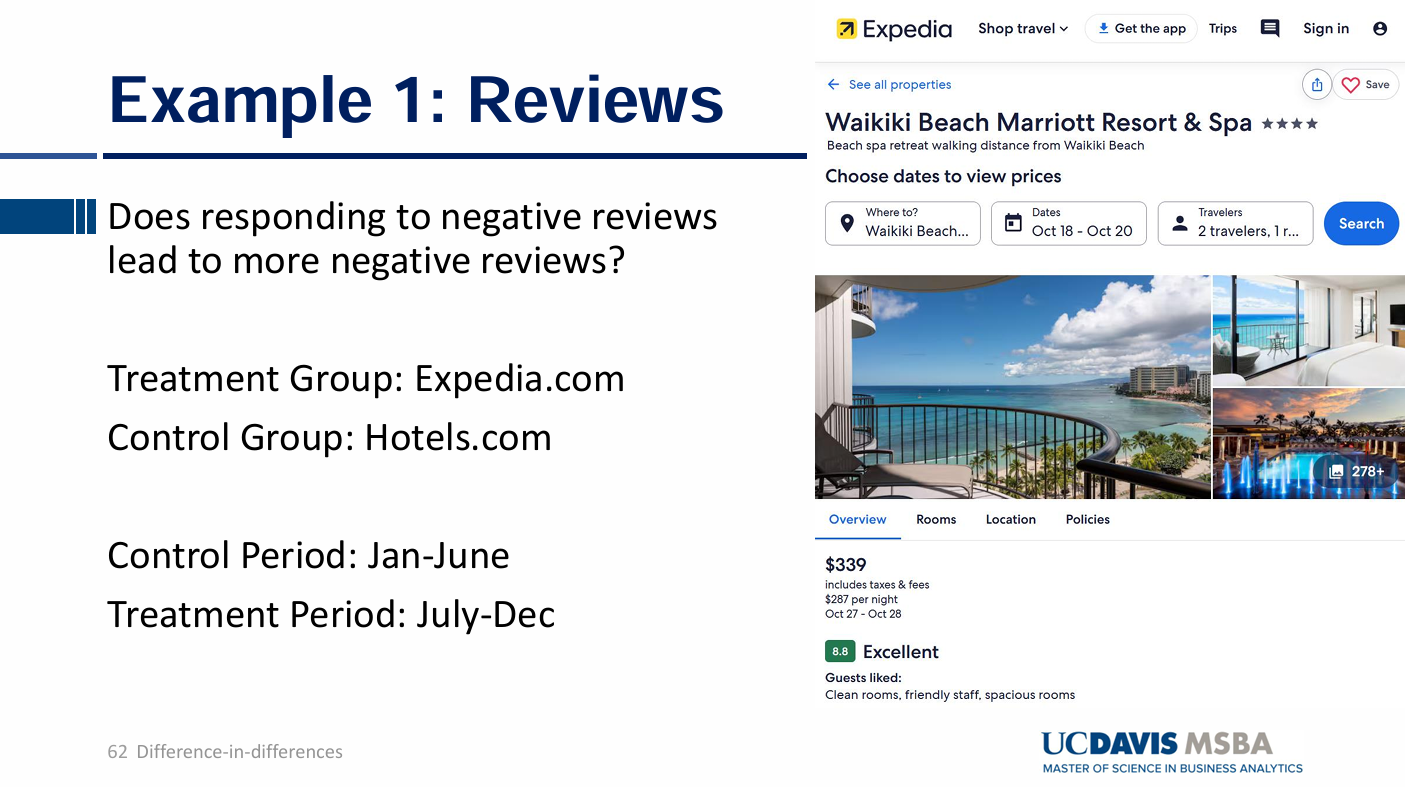 Example 1: Reviews
Does responding to negative reviews
lead to more negative reviews?
Treatment Group: Expedia.com
Control Group: Hotels.com
Control Period: Jan-June
Treatment Period: July-Dec
62 Difference-in-differences
Expedia
Shop travel
Get the app
Trips
Sign in
See all properties
Save
Waikiki Beach Marriott Resort & Spa
Beach spa retreat walking distance from Waikiki Beach
Choose dates to view prices
Where to?
Waikiki Beach...
Dates
Oct 18 - Oct 20
Travelers
2 travelers, 1 r...
Search
278+
Overview
Rooms
Location
Policies
$339
includes taxes & fees
$287 per night
Oct 27 - Oct 28
8.8 Excellent
Guests liked:
Clean rooms, friendly staff, spacious rooms
UCDAVIS MSBA
MASTER OF SCIENCE IN BUSINESS ANALYTICS